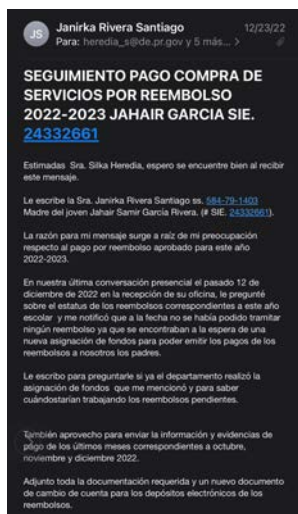 JS
Janirka Rivera Santiago
12/23/22
Para: heredia_s@de.pr.gov y 5 más... >
SEGUIMIENTO PAGO COMPRA DE
SERVICIOS POR REEMBOLSO
2022-2023 JAHAIR GARCIA SIE.
24332661
Estimadas Sra. Silka Heredia, espero se encuentre bien al recibir
este mensaje.
Le escribe la Sra. Janirka Rivera Santiago ss. 584-79-1403
Madre del joven Jahair Samir García Rivera. (# SIE. 24332661).
La razón para mi mensaje surge a raíz de mi preocupación
respecto al pago por reembolso aprobado para este año
2022-2023.
En nuestra última conversación presencial el pasado 12 de
diciembre de 2022 en la recepción de su oficina, le pregunté
sobre el estatus de los reembolsos correspondientes a este año
escolar y me notificó que a la fecha no se había podido tramitar
ningún reembolso ya que se encontraban a la espera de una
nueva asignación de fondos para poder emitir los pagos de los
reembolsos a nosotros los padres.
Le escribo para preguntarle si ya el departamento realizó la
asignación de fondos que me mencionó y para saber
cuándostarían trabajando los reembolsos pendientes.
También aprovecho para enviar la información y evidencias de
pago de los últimos meses correspondientes a octubre,
noviembre y diciembre 2022.
Adjunto toda la documentación requerida y un nuevo documento
de cambio de cuenta para los depósitos electrónicos de los
reembolsos.